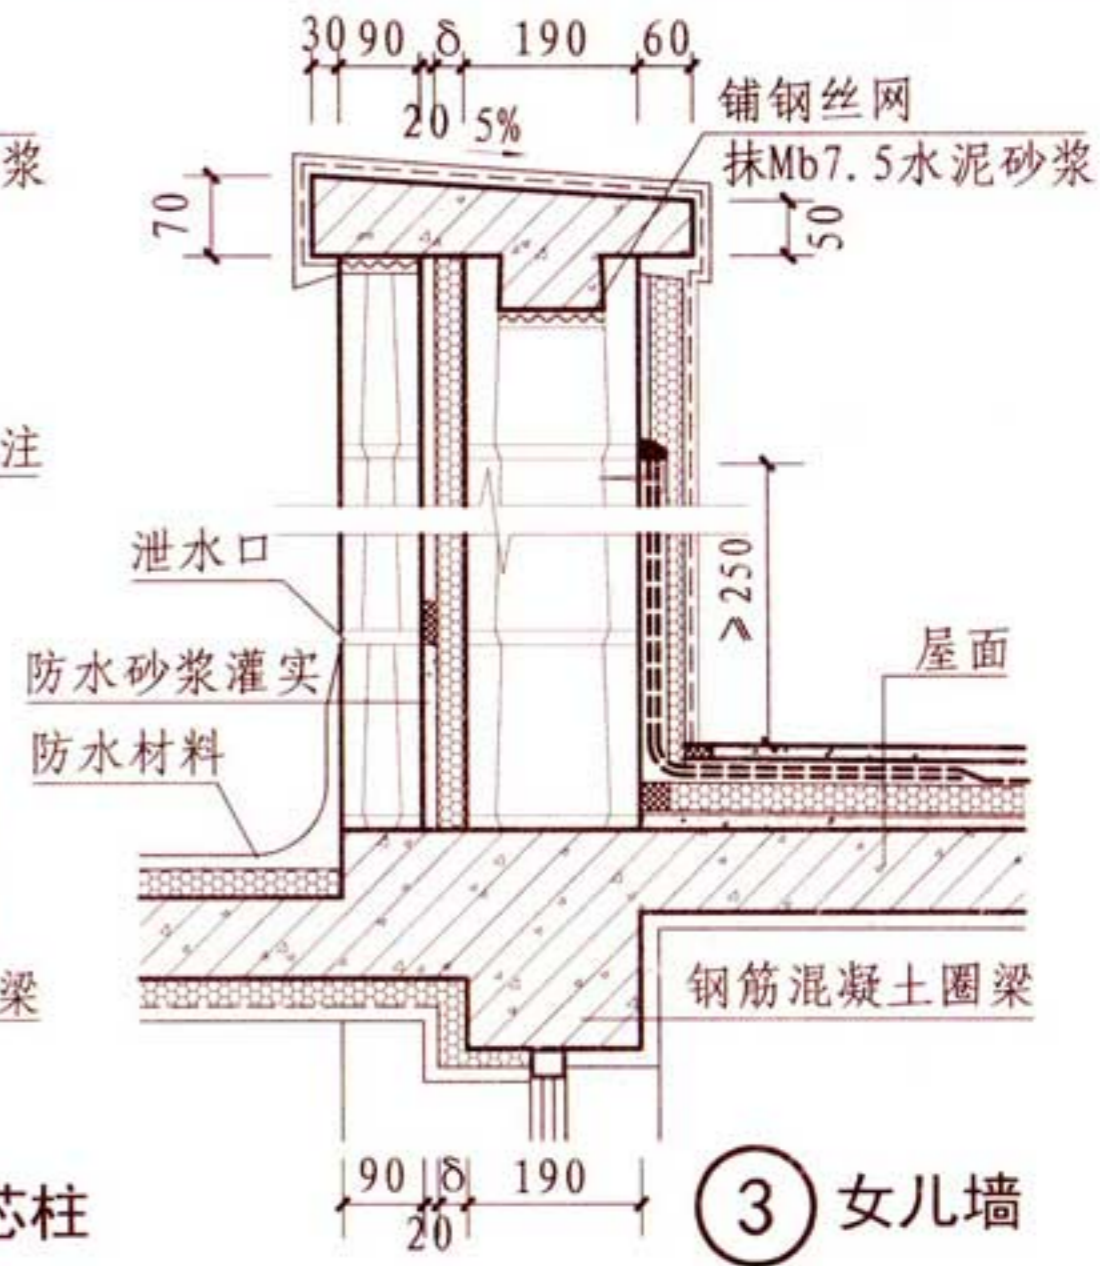 30 90 δ 190 60
20 5%
铺钢丝网
抹Mb7.5水泥砂浆
浆
70
50
注
泄水口
≥250
防水砂浆灌实
屋面
防水材料
梁
钢筋混凝土圈梁
90 δ 190
20
芯柱
3 女儿墙